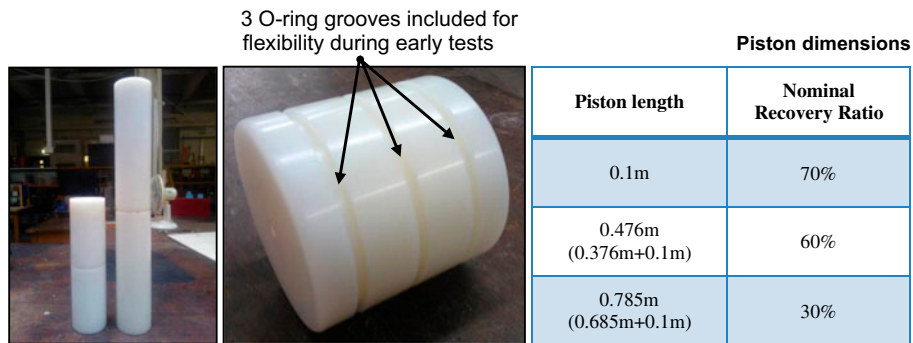 3 O-ring grooves included for
flexibility during early tests
Piston dimensions
Piston length
Nominal
Recovery Ratio
0.1m
70%
0.476m
(0.376m+0.1m)
60%
0.785m
(0.685m+0.1m)
30%